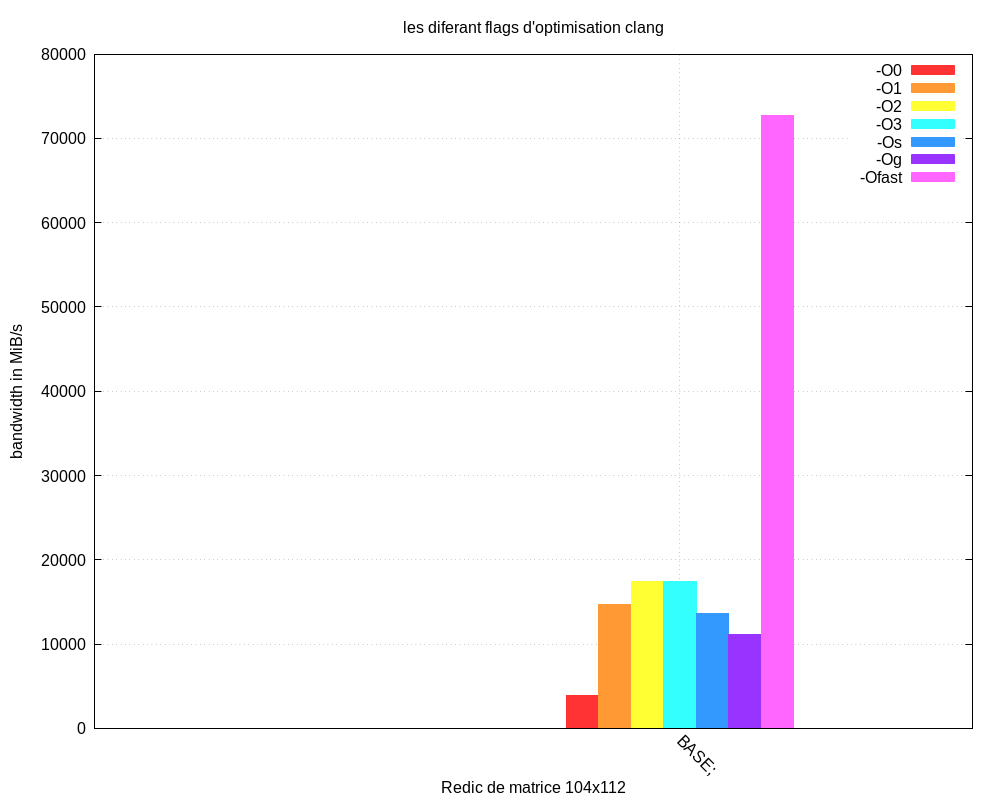 les diferant flags d'optimisation clang
80000
70000
60000
50000
40000
30000
20000
10000
0
bandwidth in MiB/s
-O0
-O1
-O2
-O3
-Os
-Og
-Ofast
BASE;
Redic de matrice 104x112